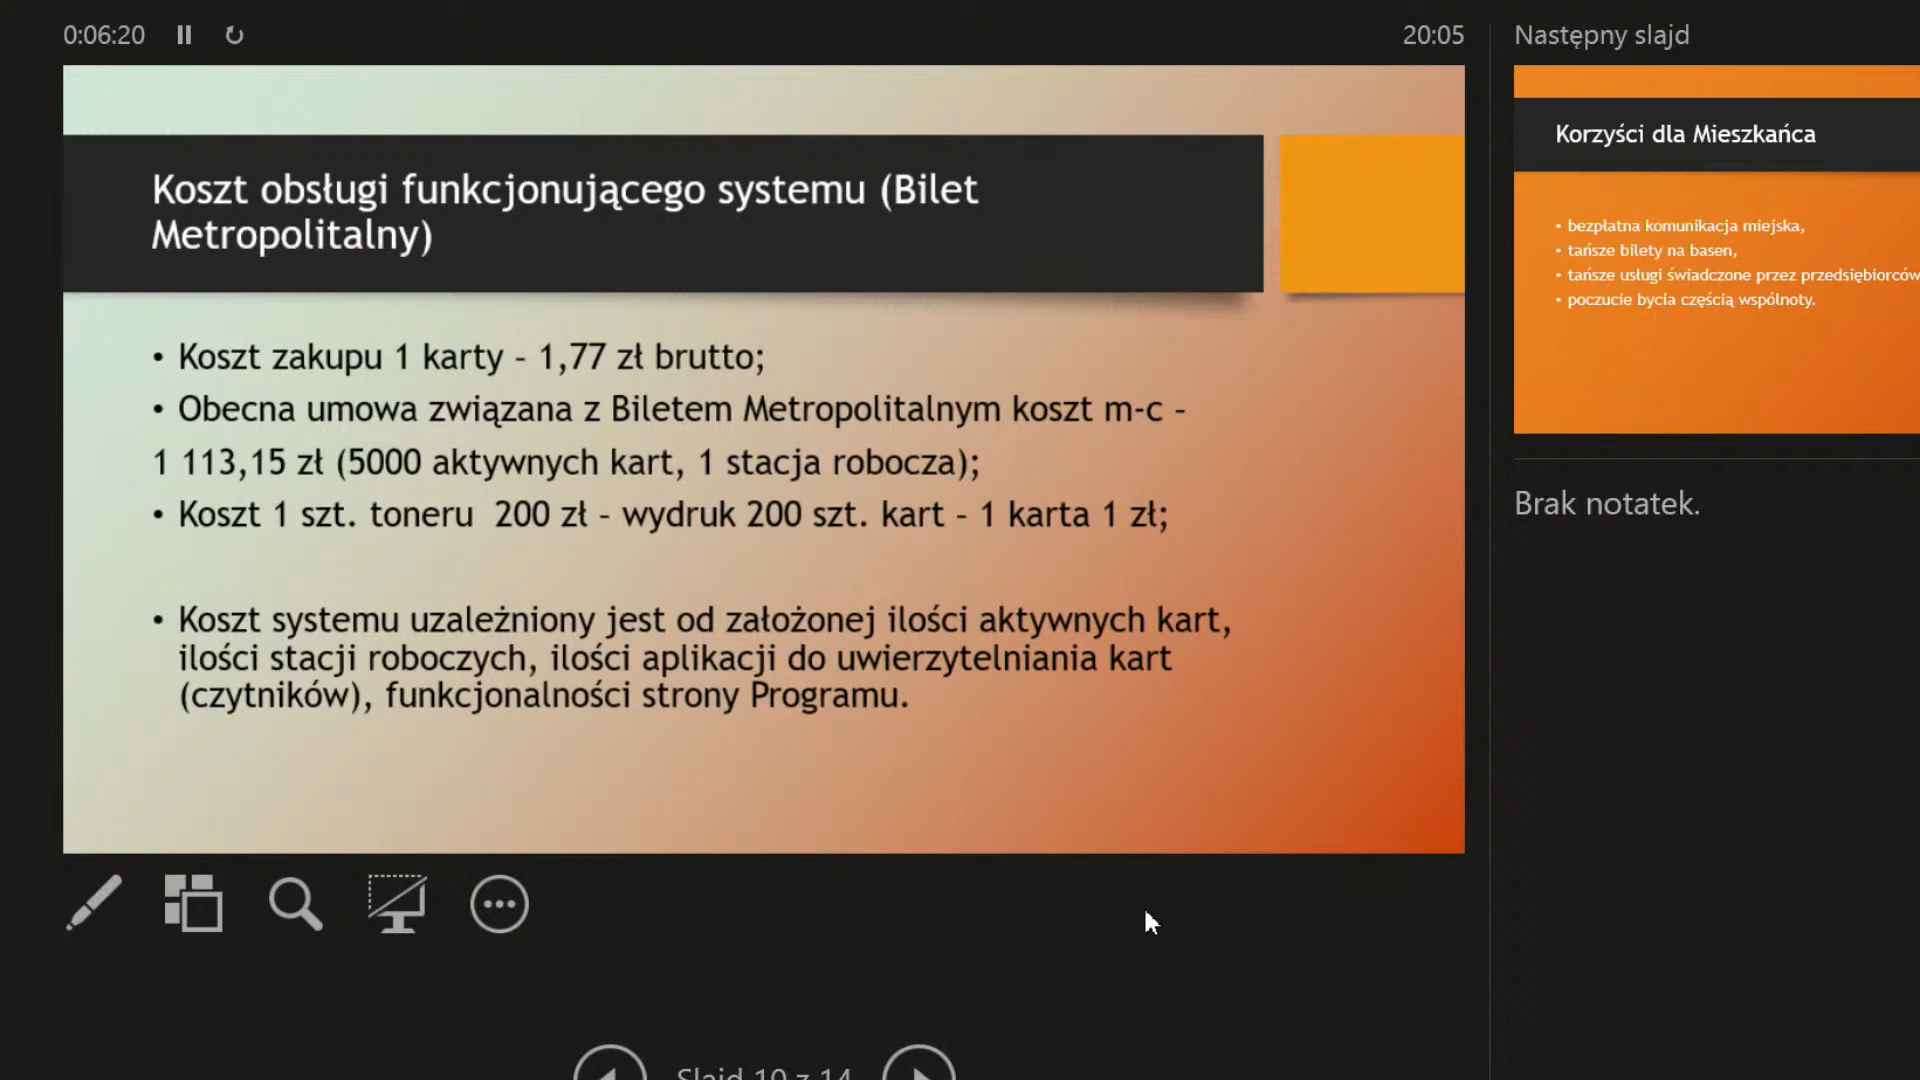 0:06:20
20:05
Następny slajd
Koszt obsługi funkcjonującego systemu (Bilet
Metropolitalny)
• Koszt zakupu 1 karty – 1,77 zł brutto;
• Obecna umowa związana z Biletem Metropolitalnym koszt m-c –
1 113,15 zł (5000 aktywnych kart, 1 stacja robocza);
• Koszt 1 szt. toneru 200 zł – wydruk 200 szt. kart – 1 karta 1 zł;
• Koszt systemu uzależniony jest od założonej ilości aktywnych kart,
ilości stacji roboczych, ilości aplikacji do uwierzytelniania kart
(czytników), funkcjonalności strony Programu.
Korzyści dla Mieszkańca
• bezpłatna komunikacja miejska,
• tańsze bilety na basen,
• tańsze usługi świadczone przez przedsiębiorców
• poczucie bycia częścią wspólnoty.
Brak notatek.
Slajd 10 z 14